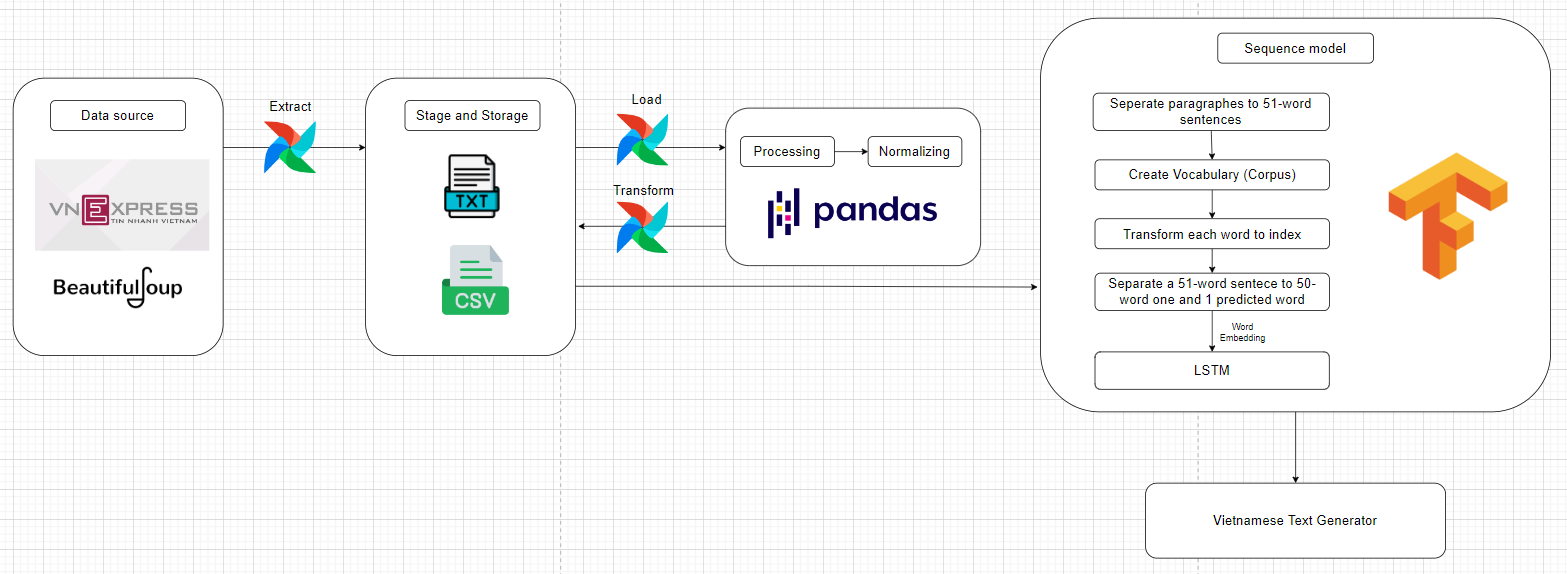 Data source
VNEXPRESS
TIN NHANH VIETNAM
BeautifulSoup
Extract
Stage and Storage
TXT
CSV
Load
Transform
Processing
Normalizing
pandas
Sequence model
Seperate paragraphes to 51-word
sentences
Create Vocabulary (Corpus)
Transform each word to index
Separate a 51-word sentece to 50-
word one and 1 predicted word
Word
Embedding
LSTM
Vietnamese Text Generator